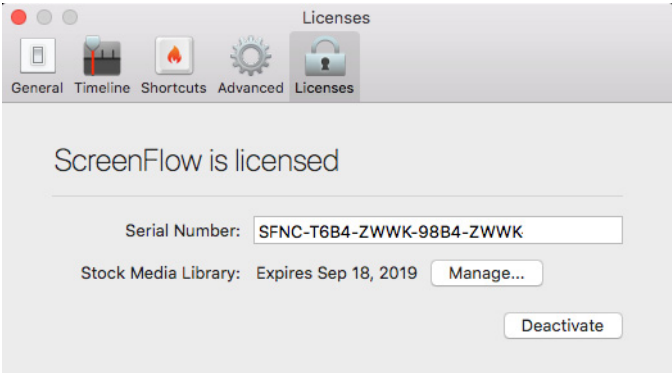 Licenses
General Timeline Shortcuts Advanced Licenses
ScreenFlow is licensed
Serial Number: SFNC-T6B4-ZWWK-98B4-ZWWK
Stock Media Library: Expires Sep 18, 2019 Manage...
Deactivate